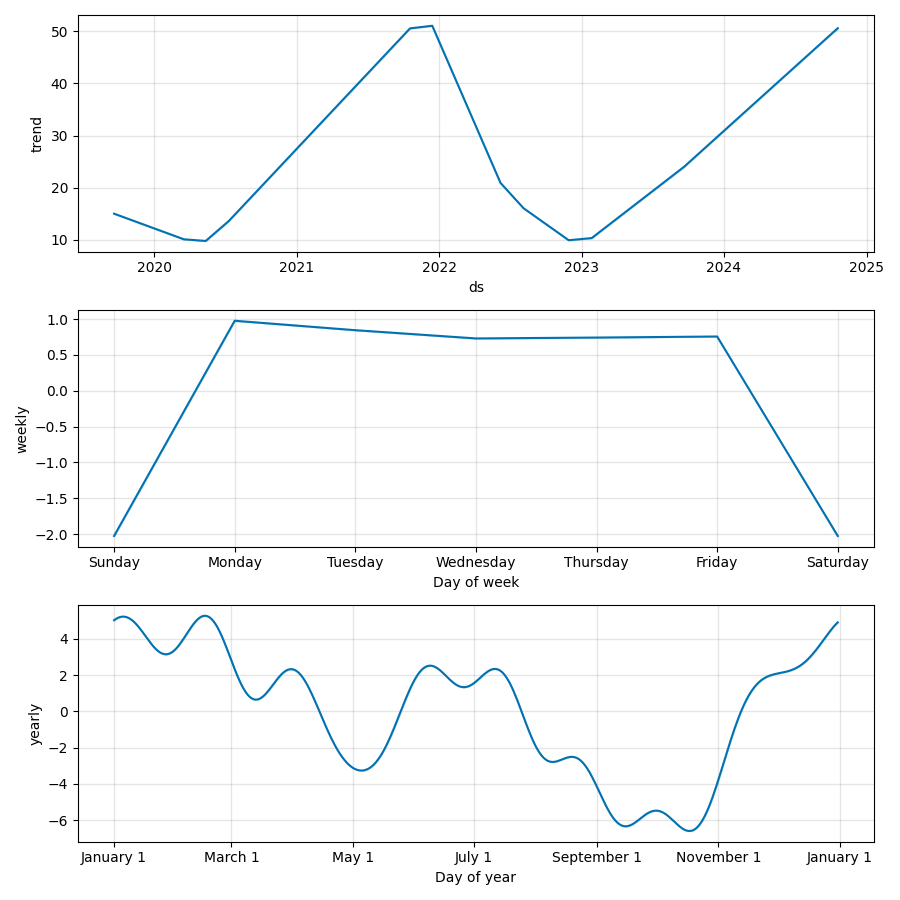 50
40
30
20
10
trend
2020 2021 2022 2023 2024 2025
ds
1.0
0.5
0.0
−0.5
−1.0
−1.5
−2.0
weekly
Sunday Monday Tuesday Wednesday Thursday Friday Saturday
Day of week
4
2
0
−2
−4
−6
yearly
January 1 March 1 May 1 July 1 September 1 November 1 January 1
Day of year